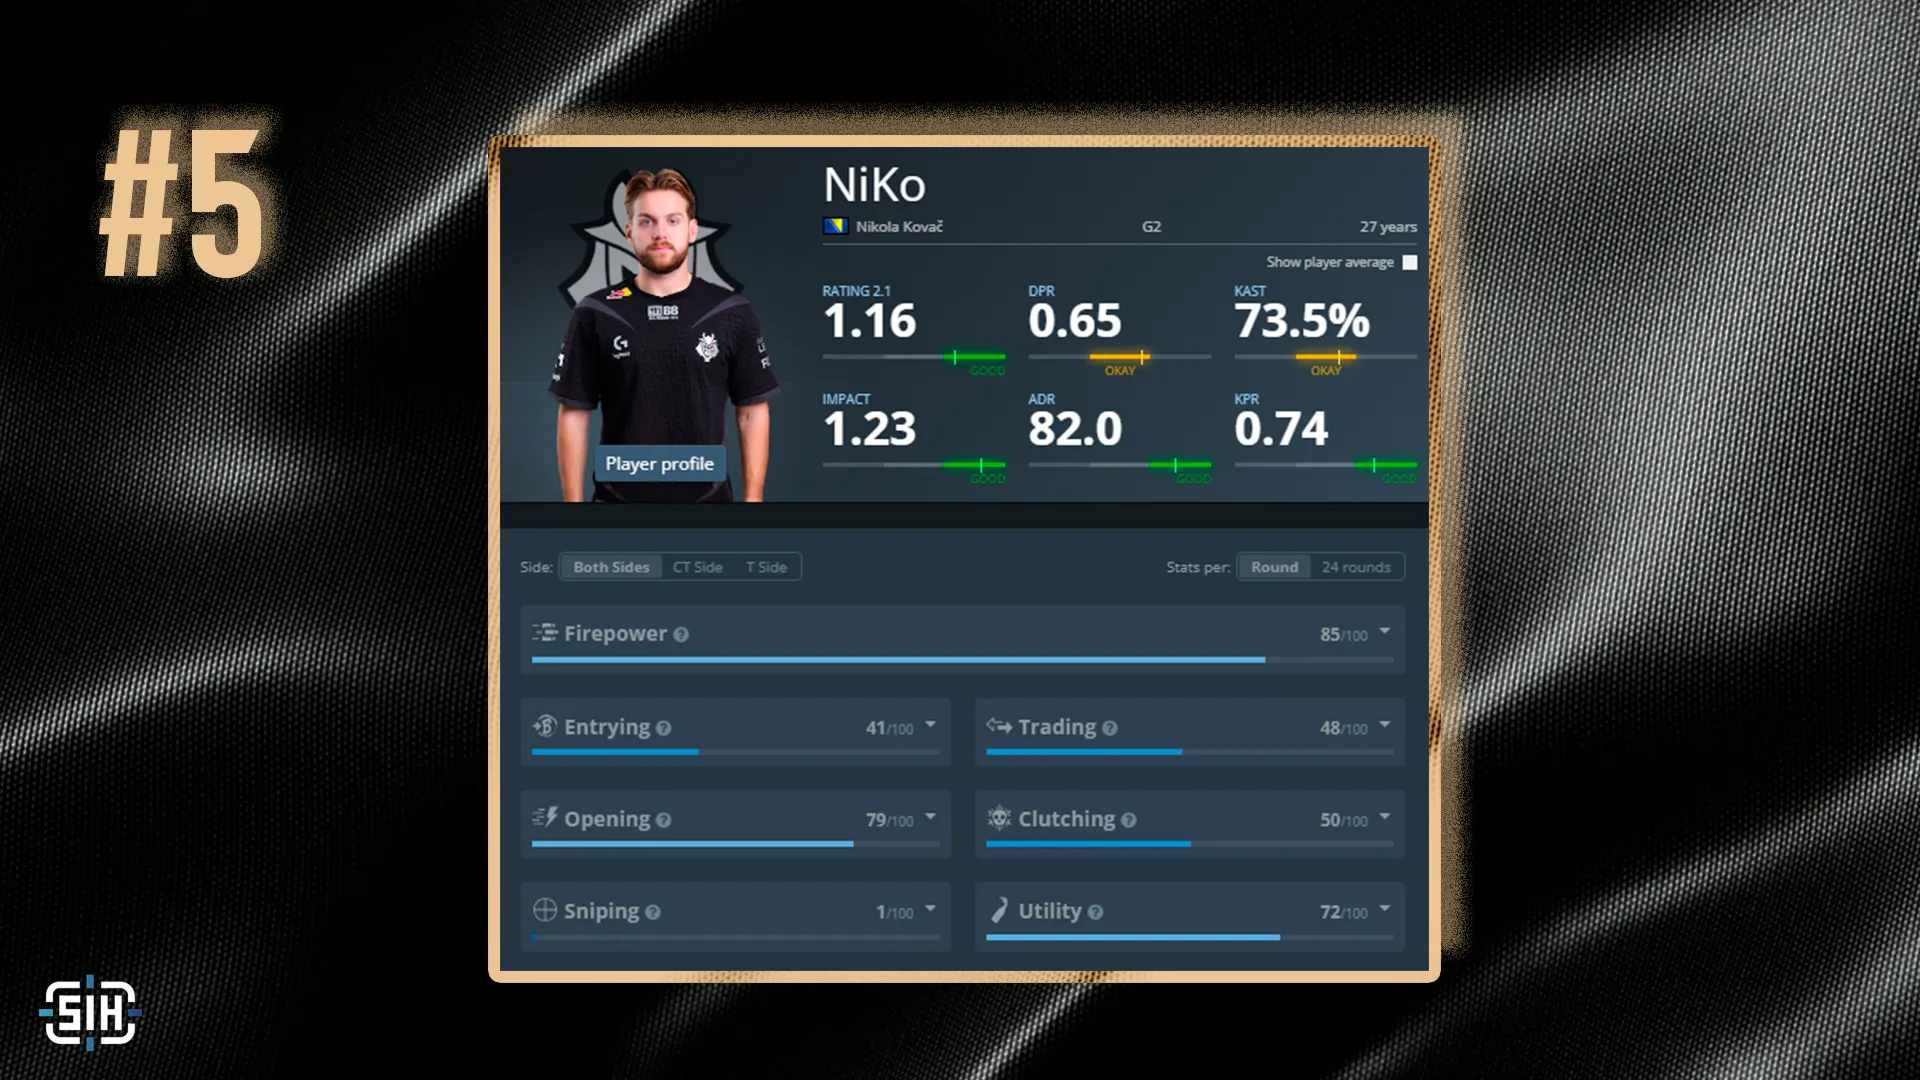 #5
NiKo
Nikola Kovač G2 27 years
Show player average
RATING 2.1 DPR KAST
1.16 0.65 73.5%
GOOD OKAY OKAY
IMPACT ADR KPR
1.23 82.0 0.74
GOOD GOOD GOOD
Player profile
Side: Both Sides CT Side T Side Stats per: Round 24 rounds
Firepower ? 85/100
Entrying ? 41/100 Trading ? 48/100
Opening ? 79/100 Clutching ? 50/100
Sniping ? 1/100 Utility ? 72/100
SIH